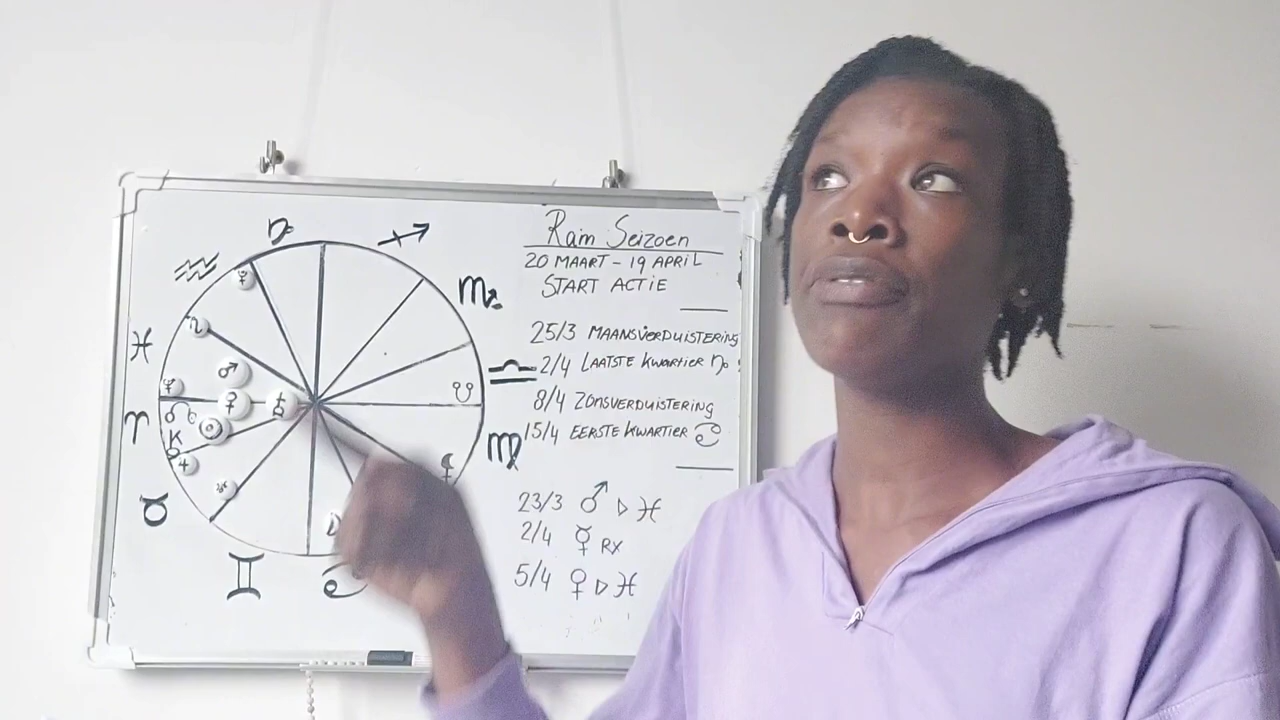 Ram Seizoen
20 MAART - 19 APRIL
START ACTIE
25/3 MAANSVERDUISTERING
2/4 LAATSTE KWARTIER ♑
8/4 ZONSVERDUISTERING
15/4 EERSTE KWARTIER ♋
23/3 ♂ ▷ ♓
2/4 ☿ RX
5/4 ♀ ▷ ♓